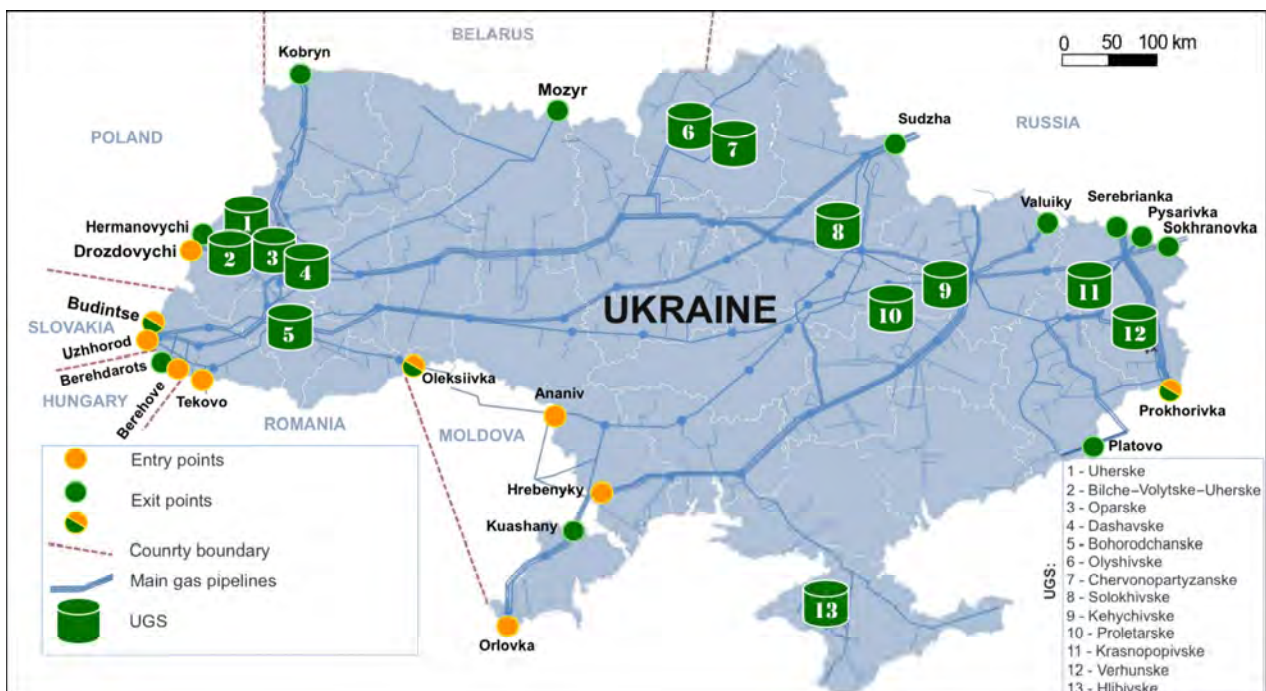 BELARUS
Kobryn
0 50 100 km
Mozyr
6
7
Sudzha
RUSSIA
POLAND
Hermanovychi
Drozdovychi
1
2
3
4
8
Valuiky
Serebrianka
Pysarivka
Sokhranovka
Budintse
SLOVAKIA
Uzhhorod
5
UKRAINE
9
10
11
12
Berehdarots
HUNGARY
Berehove
Tekovo
Oleksiivka
Ananiv
Prokhorivka
ROMANIA
MOLDOVA
Platovo
Hrebenyky
Kuashany
Orlovka
13
Entry points
Exit points
Counrty boundary
Main gas pipelines
UGS
UGS:
1 - Uherske
2 - Bilche-Volytske-Uherske
3 - Oparske
4 - Dashavske
5 - Bohorodchanske
6 - Olyshivske
7 - Chervonopartyzanske
8 - Solokhivske
9 - Kehychivske
10 - Proletarske
11 - Krasnopopivske
12 - Verhunske
13 - Hlibivske